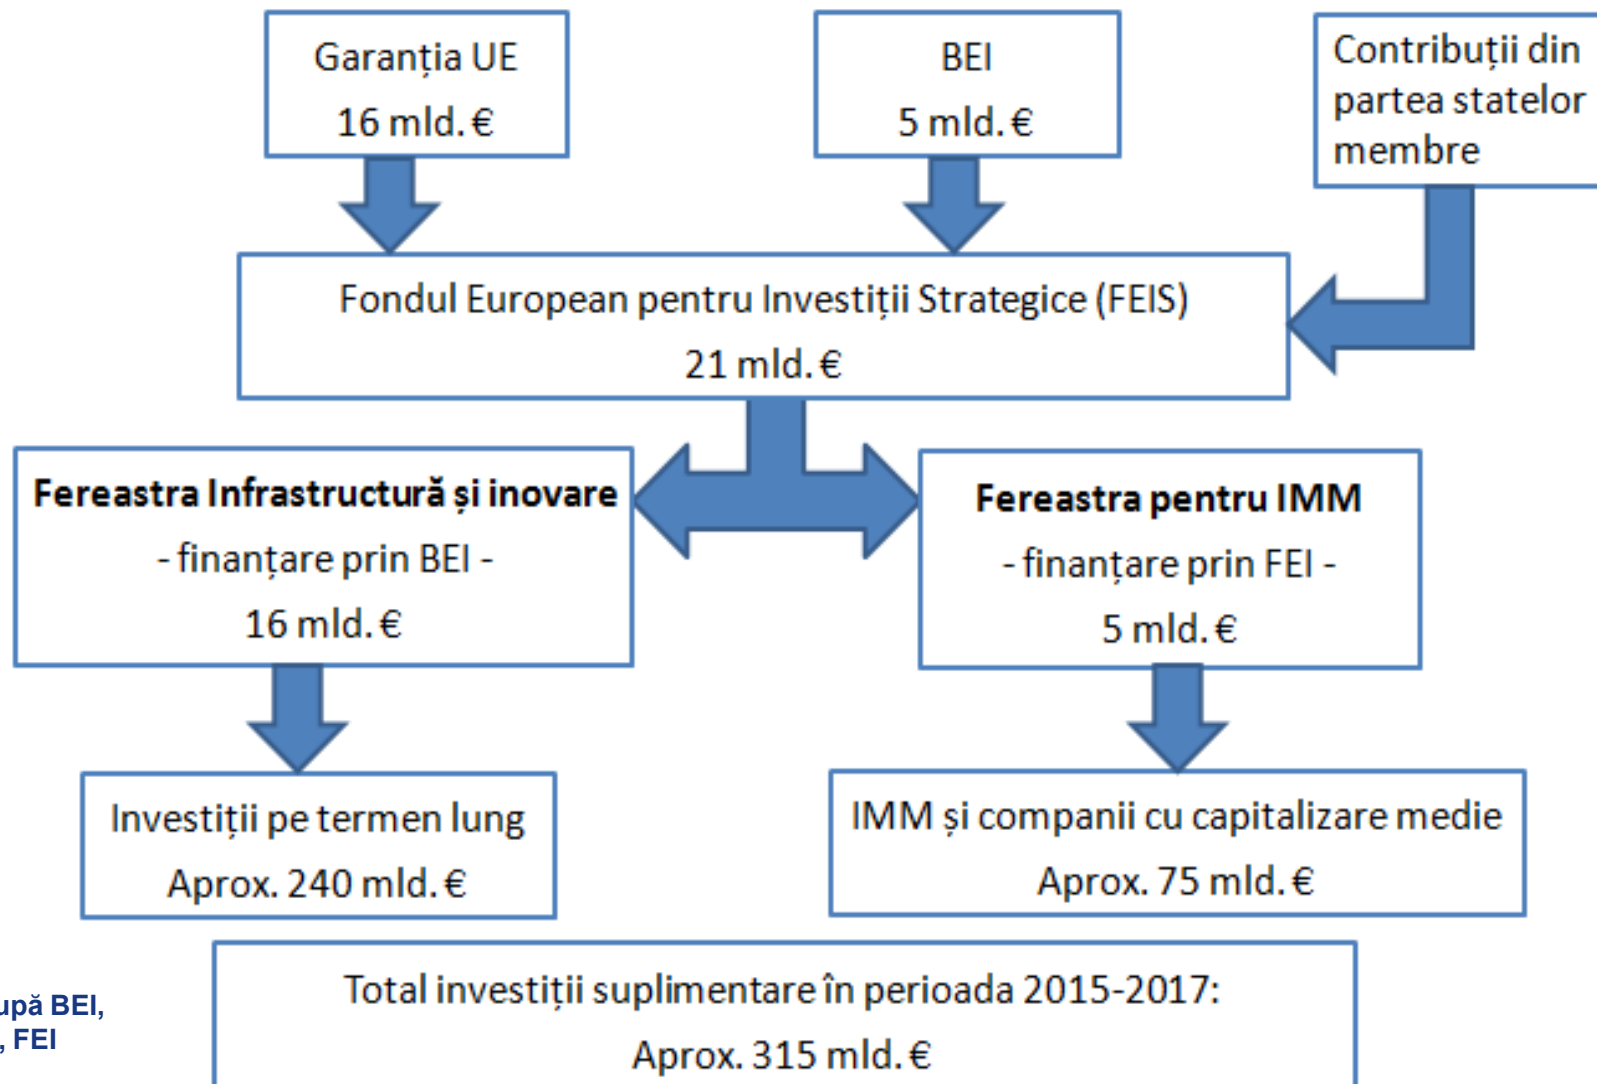 Garanția UE
16 mld. €
BEI
5 mld. €
Contribuții din
partea statelor
membre
Fondul European pentru Investiții Strategice (FEIS)
21 mld. €
Fereastra Infrastructură și inovare
- finanțare prin BEI -
16 mld. €
Fereastra pentru IMM
- finanțare prin FEI -
5 mld. €
Investiții pe termen lung
Aprox. 240 mld. €
IMM și companii cu capitalizare medie
Aprox. 75 mld. €
Total investiții suplimentare în perioada 2015-2017:
Aprox. 315 mld. €
BEI,
, FEI